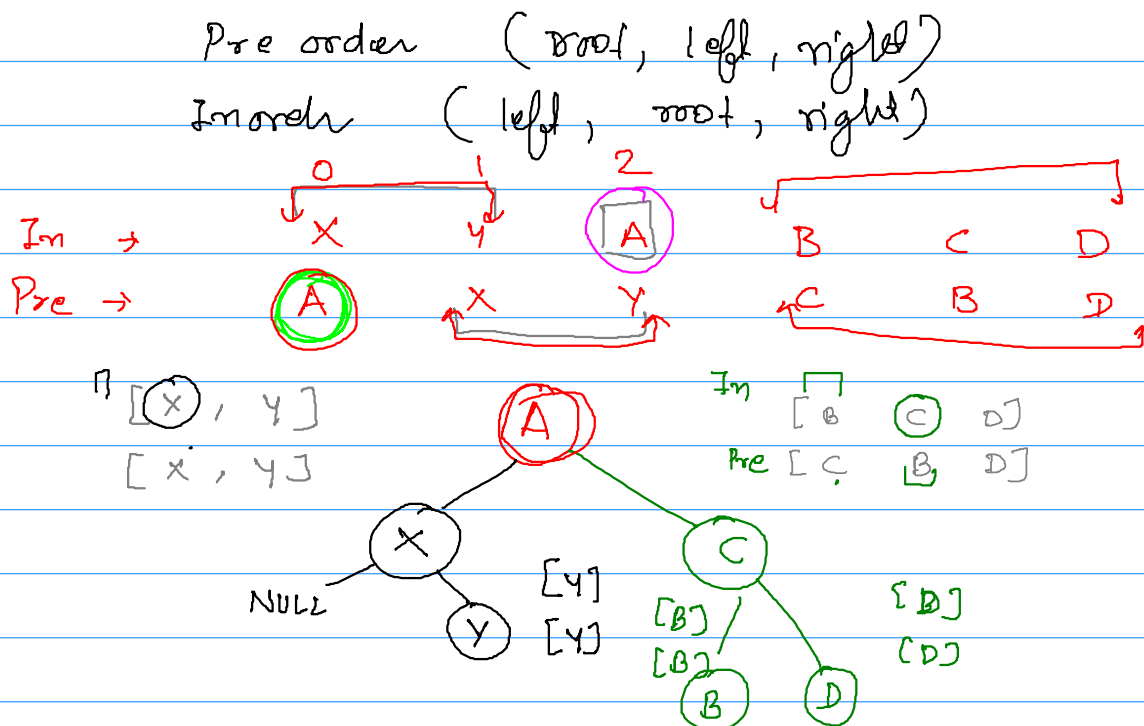 Pre order (root, left, right)
Inorder (left, root, right)
0 1 2
In → X Y A B C D
Pre → A X Y C B D
[X, Y]
[X, Y]
A
In
[B C D]
Pre [C B D]
X
C
NULL
[Y]
[Y]
Y
[B]
[B]
B
[D]
[D]
D